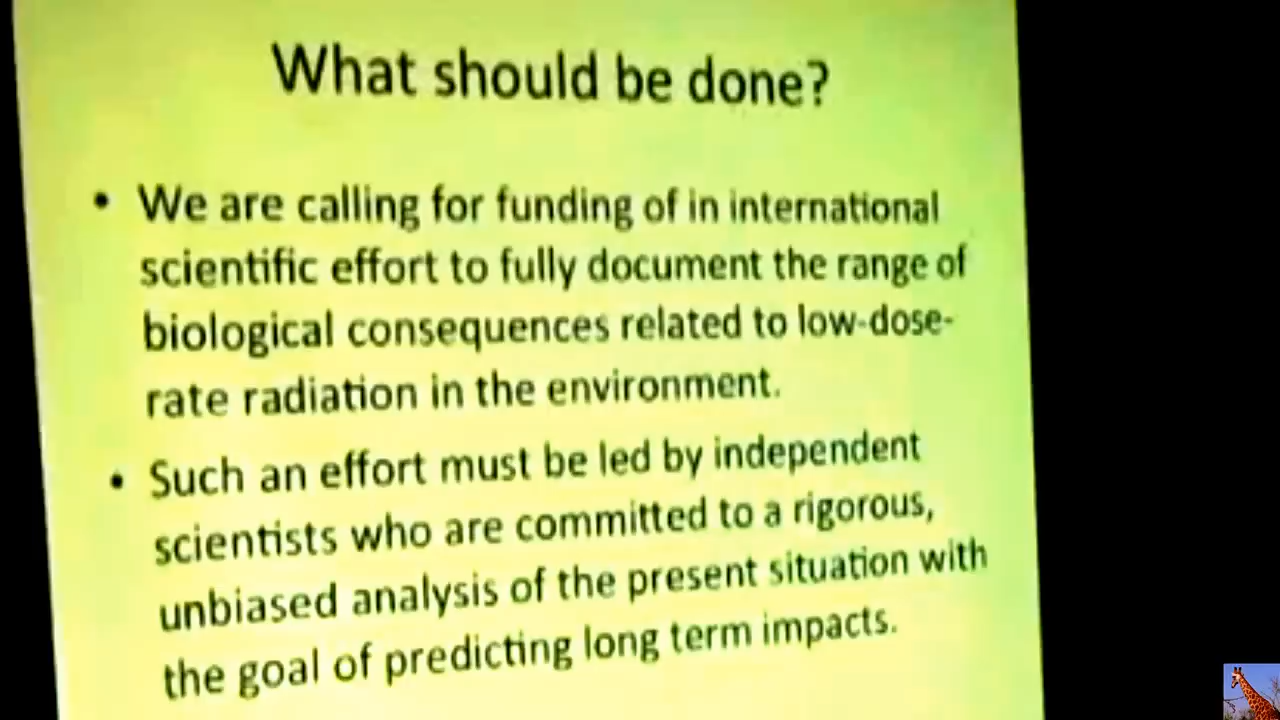 What should be done?
• We are calling for funding of in international
scientific effort to fully document the range of
biological consequences related to low-dose-
rate radiation in the environment.
• Such an effort must be led by independent
scientists who are committed to a rigorous,
unbiased analysis of the present situation with
the goal of predicting long term impacts.